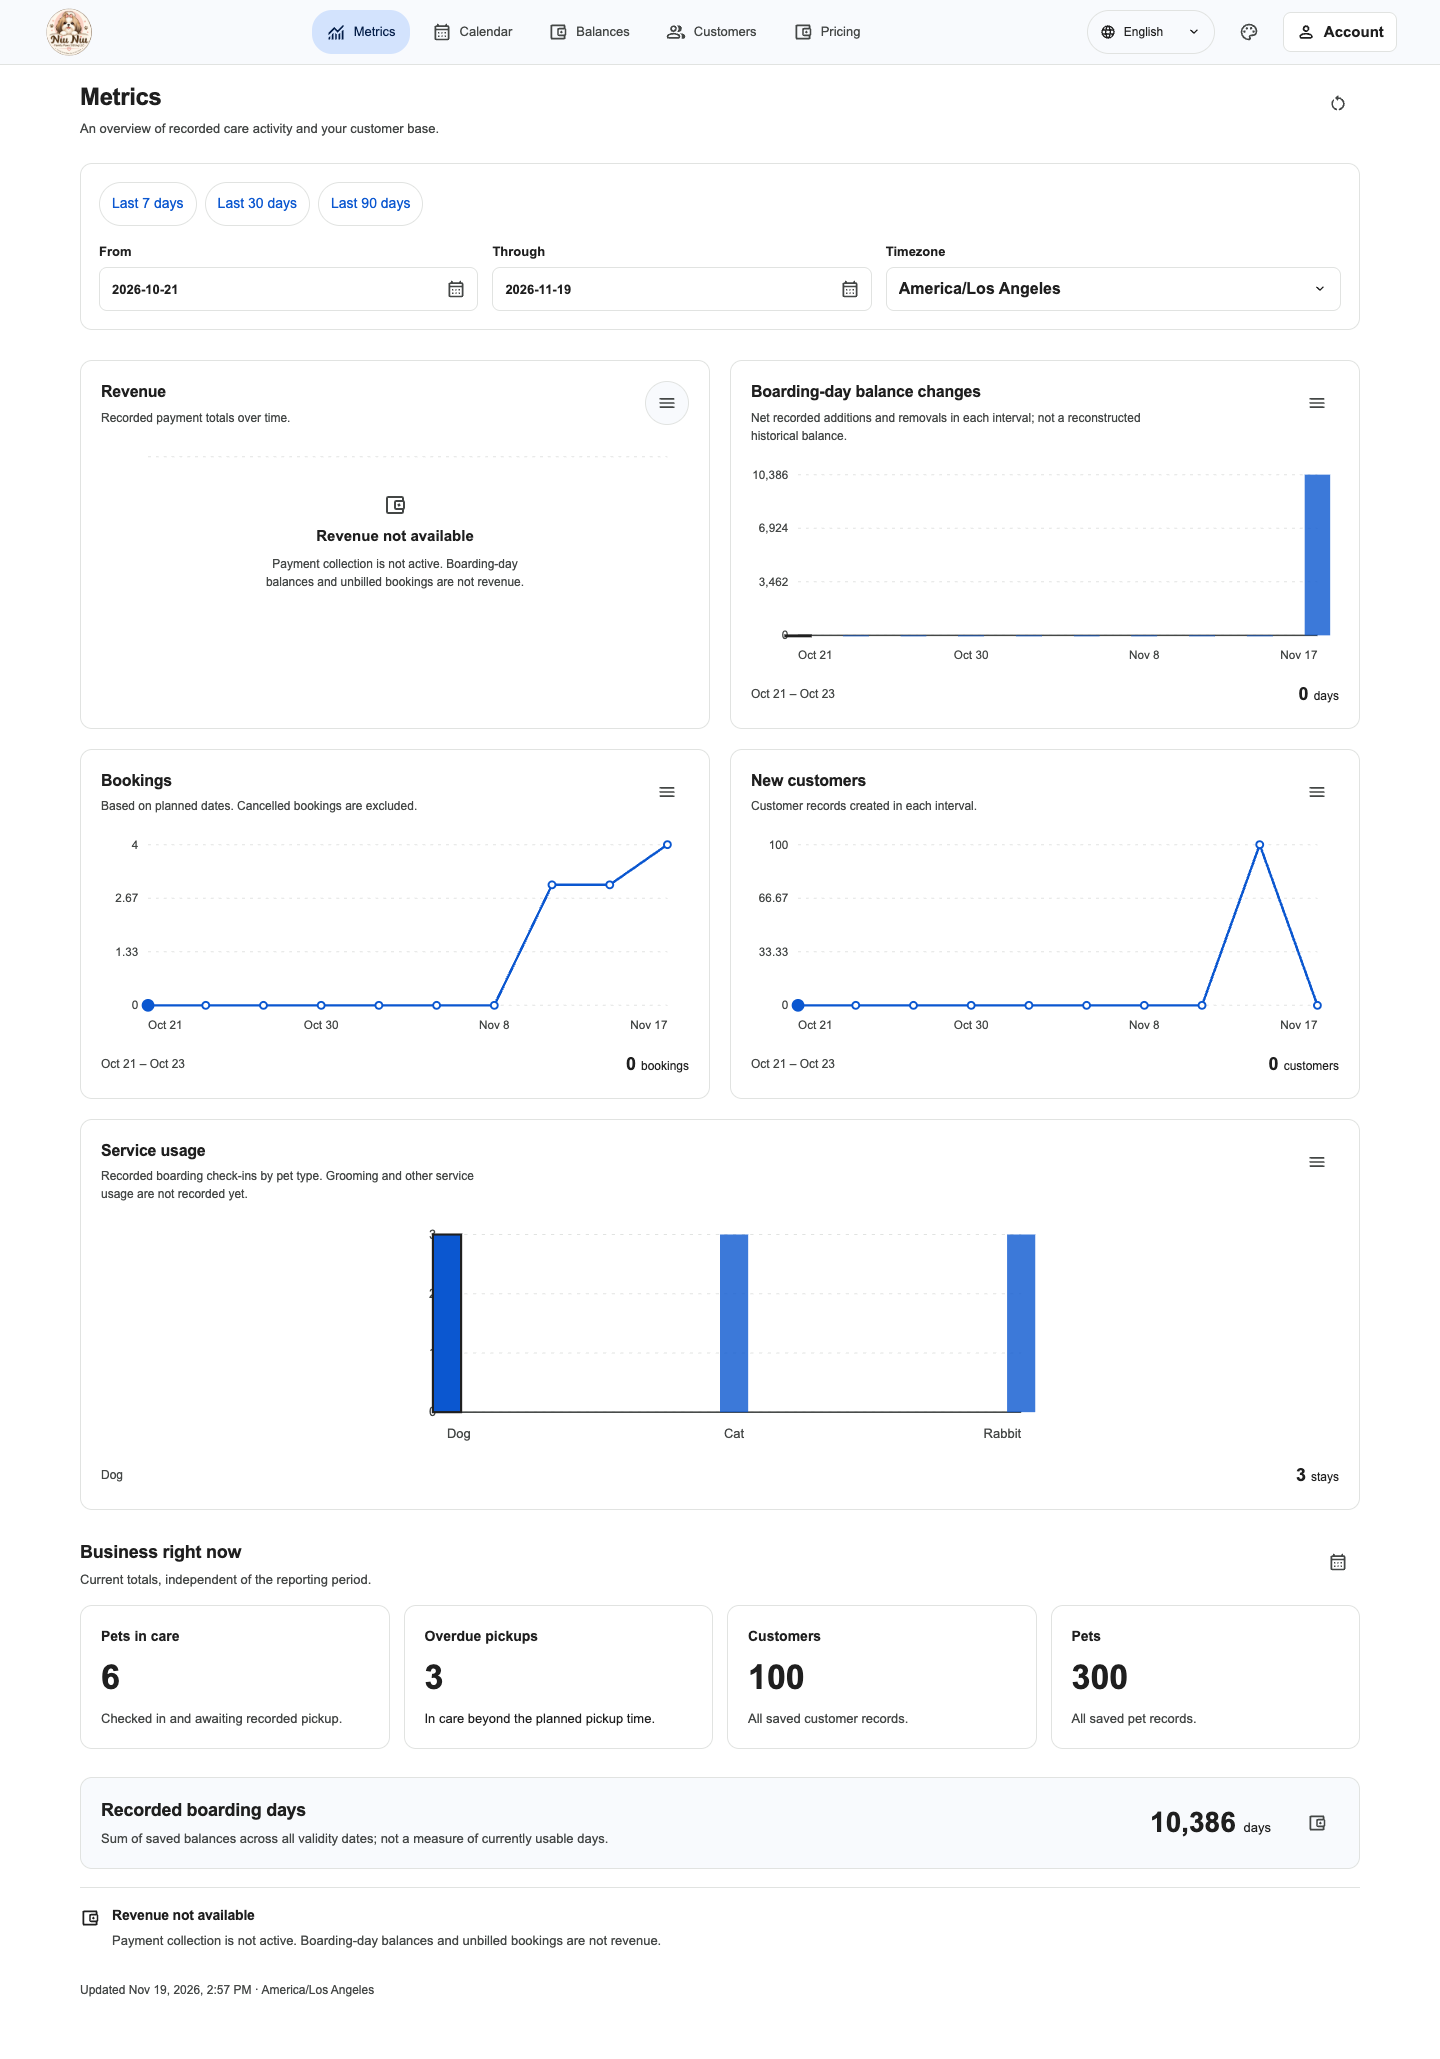 Niu Niu
Metrics
Calendar
Balances
Customers
Pricing
English
Account
Metrics
An overview of recorded care activity and your customer base.
Last 7 days
Last 30 days
Last 90 days
From
Through
Timezone
2026-10-21
2026-11-19
America/Los Angeles
Revenue
Recorded payment totals over time.
Revenue not available
Payment collection is not active. Boarding-day
balances and unbilled bookings are not revenue.
Boarding-day balance changes
Net recorded additions and removals in each interval; not a reconstructed
historical balance.
10,386
6,924
3,462
0
Oct 21
Oct 30
Nov 8
Nov 17
Oct 21 – Oct 23
0 days
Bookings
Based on planned dates. Cancelled bookings are excluded.
4
2.67
1.33
0
Oct 21
Oct 30
Nov 8
Nov 17
Oct 21 – Oct 23
0 bookings
New customers
Customer records created in each interval.
100
66.67
33.33
0
Oct 21
Oct 30
Nov 8
Nov 17
Oct 21 – Oct 23
0 customers
Service usage
Recorded boarding check-ins by pet type. Grooming and other service
usage are not recorded yet.
3
2
0
Dog
Cat
Rabbit
Dog
3 stays
Business right now
Current totals, independent of the reporting period.
Pets in care
6
Checked in and awaiting recorded pickup.
Overdue pickups
3
In care beyond the planned pickup time.
Customers
100
All saved customer records.
Pets
300
All saved pet records.
Recorded boarding days
Sum of saved balances across all validity dates; not a measure of currently usable days.
10,386 days
Revenue not available
Payment collection is not active. Boarding-day balances and unbilled bookings are not revenue.
Updated Nov 19, 2026, 2:57 PM · America/Los Angeles